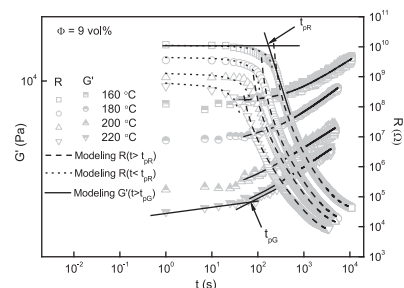 Φ = 9 vol%
t_pR
10^10
10^9
10^8
10^7
10^6
10^5
10^4
10^3
10^4
R G'
160 °C
180 °C
200 °C
220 °C
Modeling R(t> t_pR)
Modeling R(t< t_pR)
Modeling G'(t>t_pG)
t_pG
G' (Pa)
R (Ω)
10^-2 10^-1 10^0 10^1 10^2 10^3 10^4
t (s)